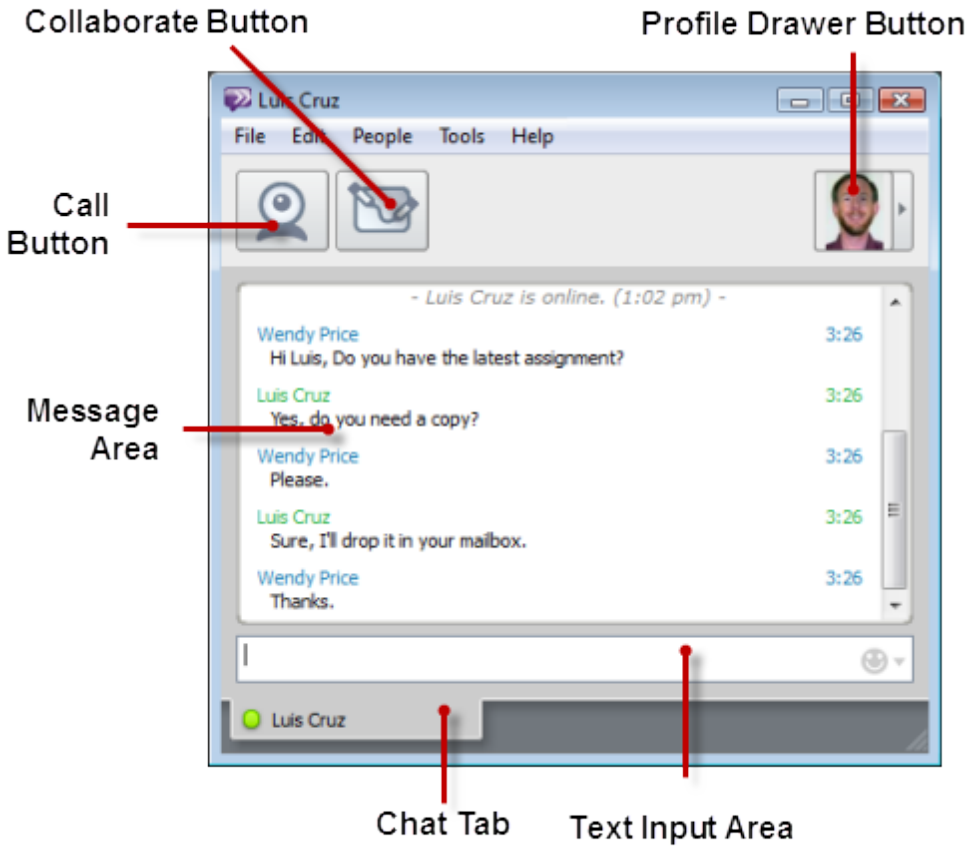 Collaborate Button
Profile Drawer Button
Luis Cruz
File Edit People Tools Help
Call
Button
- Luis Cruz is online. (1:02 pm) -
Wendy Price 3:26
Hi Luis, Do you have the latest assignment?
Luis Cruz 3:26
Yes, do you need a copy?
Message
Area
Wendy Price 3:26
Please.
Luis Cruz 3:26
Sure, I'll drop it in your mailbox.
Wendy Price 3:26
Thanks.
Luis Cruz
Chat Tab
Text Input Area